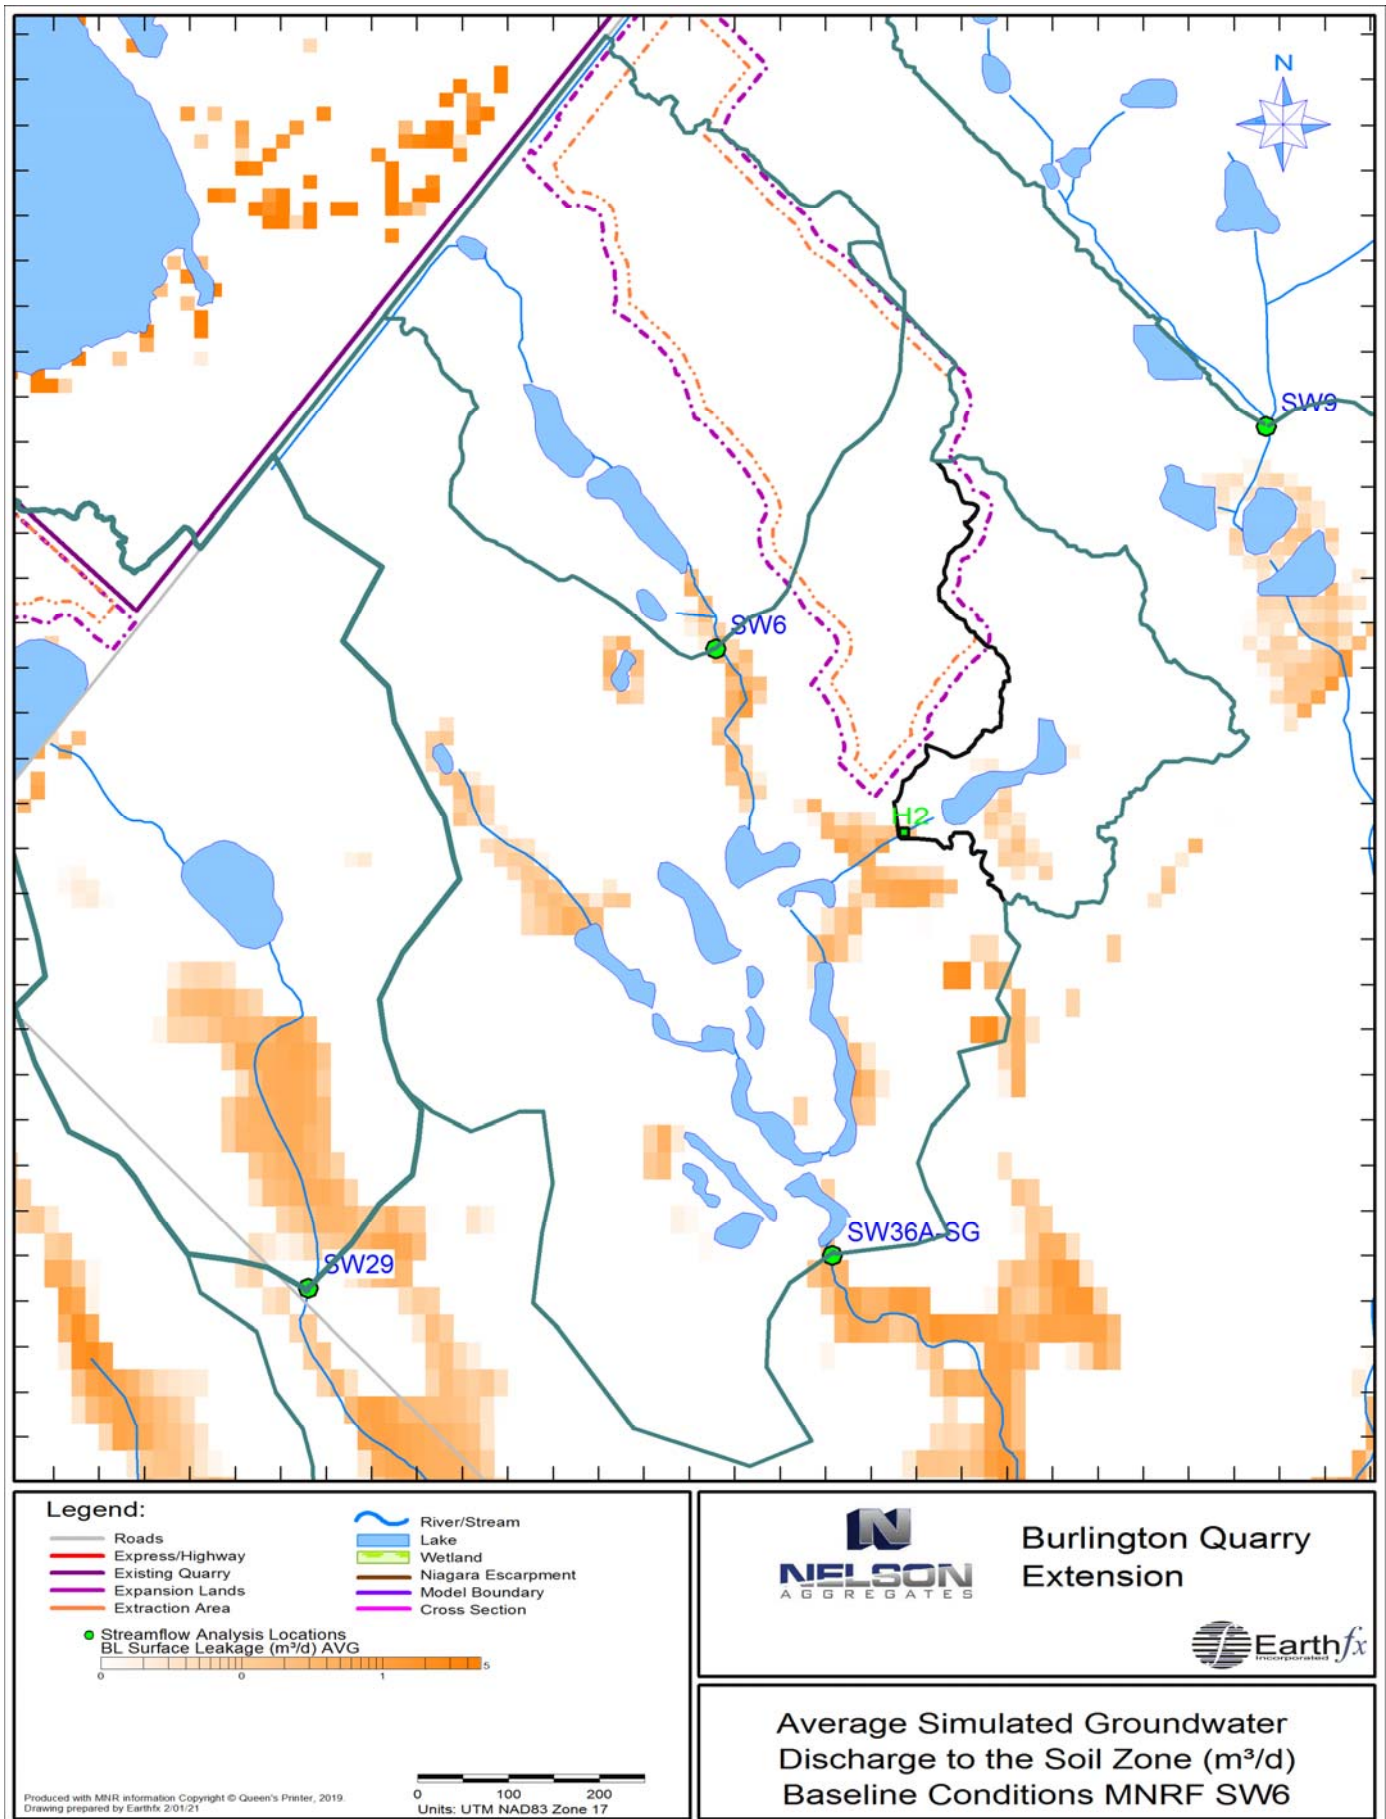 N
SW9
SW6
H2
SW36A-SG
SW29
Legend:
Roads
Express/Highway
Existing Quarry
Expansion Lands
Extraction Area
River/Stream
Lake
Wetland
Niagara Escarpment
Model Boundary
Cross Section
Streamflow Analysis Locations
BL Surface Leakage (m³/d) AVG
0 0 1 5
0 100 200
Units: UTM NAD83 Zone 17
Produced with MNR information Copyright © Queen's Printer, 2019.
Drawing prepared by Earthfx 2/01/21
N
NELSON
AGGREGATES
Burlington Quarry
Extension
Earthfx
Incorporated
Average Simulated Groundwater
Discharge to the Soil Zone (m³/d)
Baseline Conditions MNRF SW6